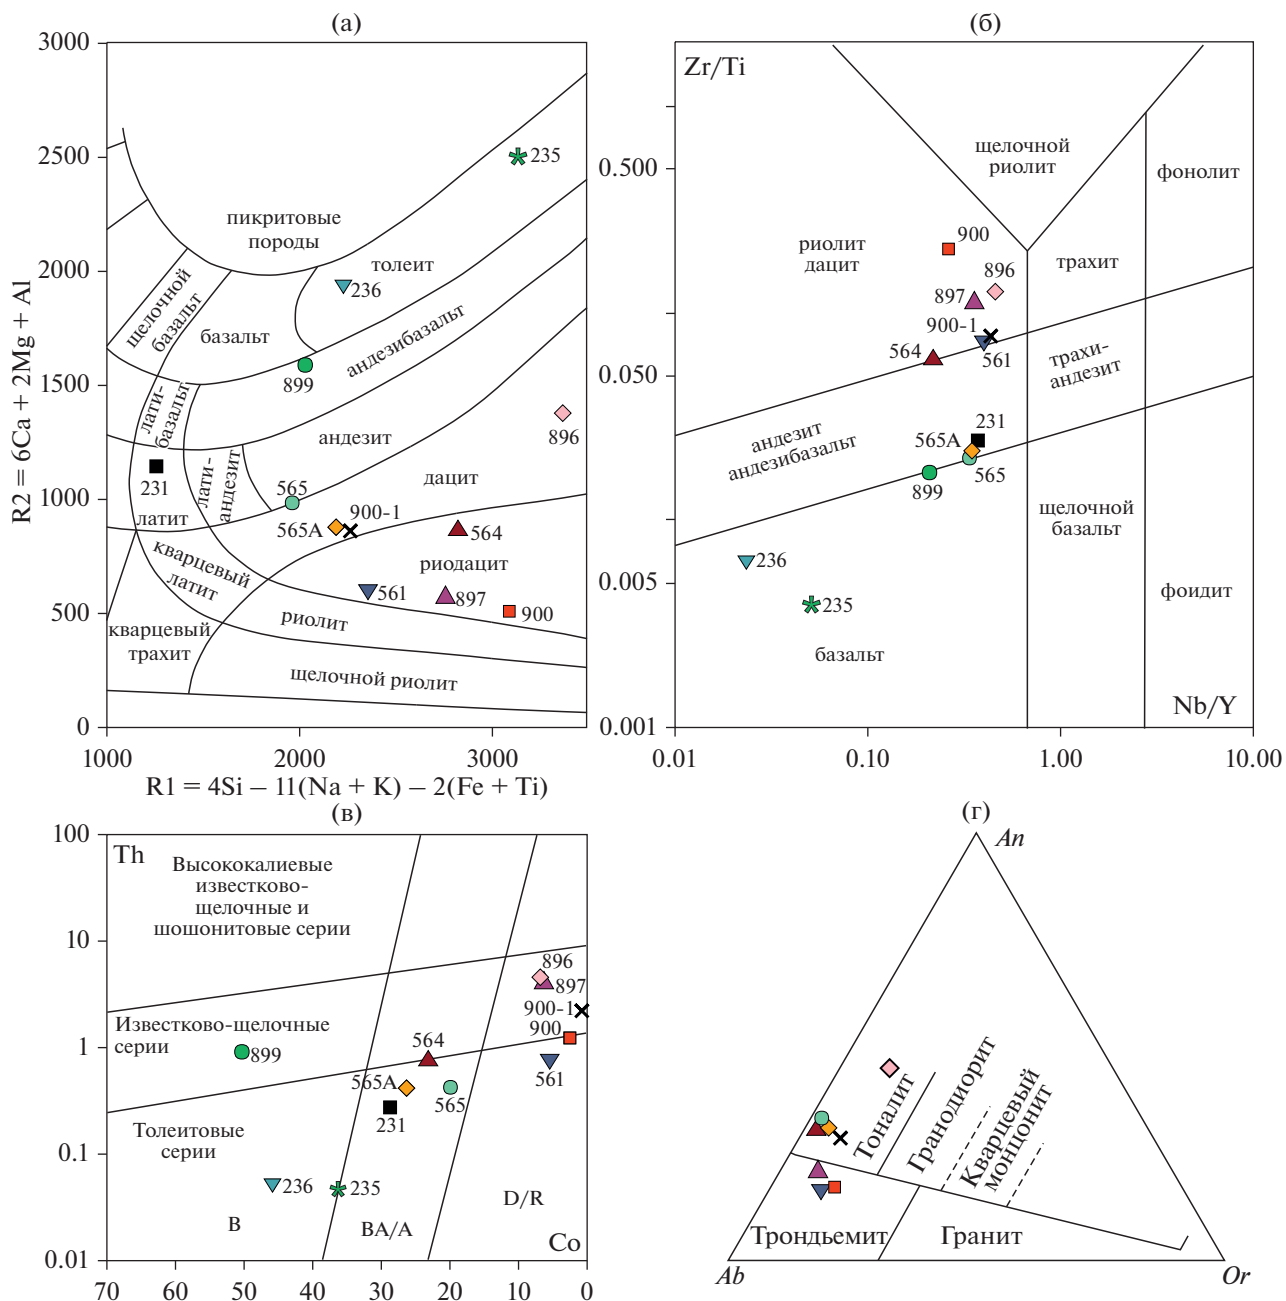 (а)
3000
2500
2000
1500
1000
500
0
1000
2000
3000
R2 = 6Ca + 2Mg + Al
R1 = 4Si – 11(Na + K) – 2(Fe + Ti)
235
пикритовые
породы
толеит
236
щелочной
базальт
базальт
андезибазальт
899
лати-
базальт
андезит
896
231
латит
лати-
андезит
565
дацит
565А
900-1
564
кварцевый
латит
риодацит
561
897
900
риолит
кварцевый
трахит
щелочной риолит
(б)
Zr/Ti
0.500
0.050
0.005
0.001
0.01
0.10
1.00
10.00
Nb/Y
щелочной
риолит
фонолит
900
риолит
дацит
трахит
896
897
900-1
564
561
трахи-
андезит
андезит
андезибазальт
231
565А
565
899
щелочной
базальт
236
235
фоидит
базальт
(в)
Th
100
10
1
0.1
0.01
70
60
50
40
30
20
10
0
Co
Высококалиевые
известково-
щелочные и
шошонитовые серии
896
897
900-1
900
Известково-щелочные
серии
899
564
561
565А
565
231
Толеитовые
серии
236
235
B
BA/A
D/R
(г)
An
Тоналит
Гранодиорит
Кварцевый
монцонит
Трондьемит
Гранит
Ab
Or